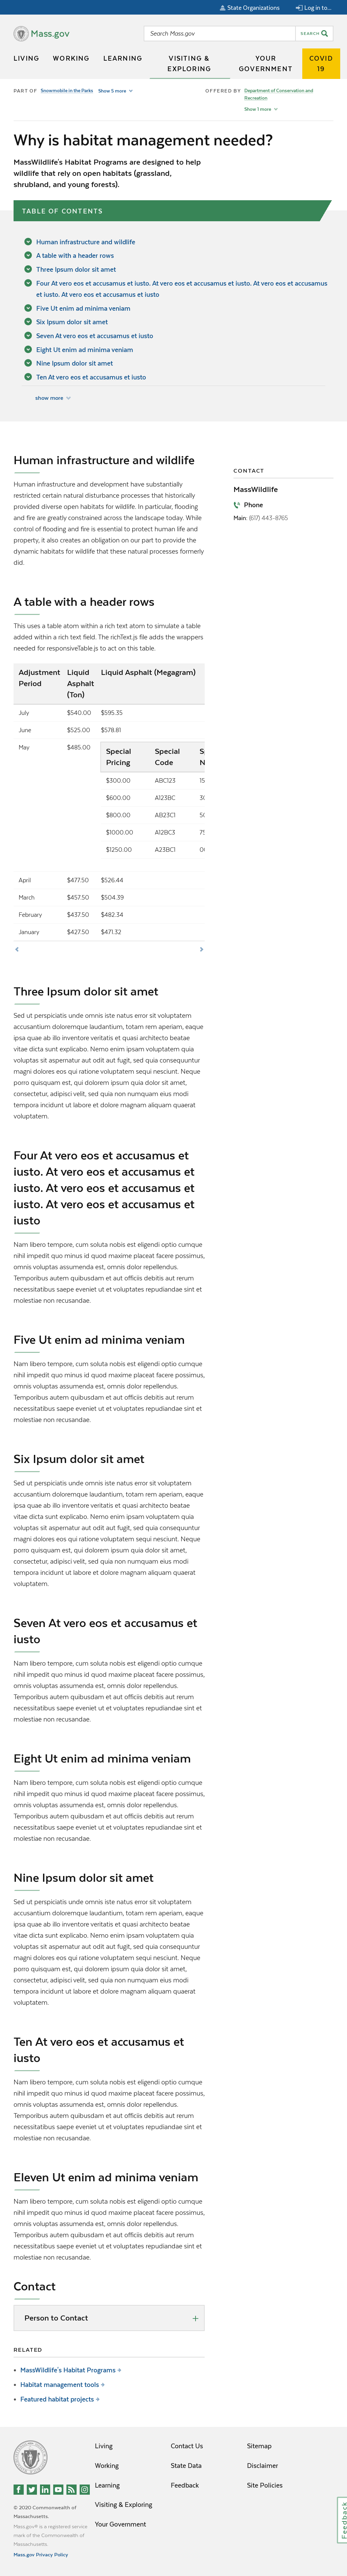 State Organizations
Log in to...
Mass.gov
Search Mass.gov
SEARCH
LIVING
WORKING
LEARNING
VISITING &
EXPLORING
YOUR
GOVERNMENT
COVID
19
PART OF Snowmobile in the Parks Show 5 more
OFFERED BY Department of Conservation and
Recreation
Show 1 more
Why is habitat management needed?
MassWildlife's Habitat Programs are designed to help
wildlife that rely on open habitats (grassland,
shrubland, and young forests).
TABLE OF CONTENTS
Human infrastructure and wildlife
A table with a header rows
Three Ipsum dolor sit amet
Four At vero eos et accusamus et iusto. At vero eos et accusamus et iusto. At vero eos et accusamus
et iusto. At vero eos et accusamus et iusto
Five Ut enim ad minima veniam
Six Ipsum dolor sit amet
Seven At vero eos et accusamus et iusto
Eight Ut enim ad minima veniam
Nine Ipsum dolor sit amet
Ten At vero eos et accusamus et iusto
show more
Human infrastructure and wildlife
Human infrastructure and development have substantially
restricted certain natural disturbance processes that historically
provided diverse open habitats for wildlife. In particular, flooding
and fire are greatly constrained across the landscape today. While
control of flooding and fire is essential to protect human life and
property, it also creates an obligation on our part to provide the
dynamic habitats for wildlife that these natural processes formerly
did.
CONTACT
MassWildlife
Phone
Main: (617) 443-8765
A table with a header rows
This uses a table atom within a rich text atom to simulate a table
added within a rich text field. The richText.js file adds the wrappers
needed for responsiveTable.js to act on this table.
Adjustment
Period
Liquid
Asphalt
(Ton)
Liquid Asphalt (Megagram)
July $540.00 $595.35
June $525.00 $578.81
May $485.00
Special
Pricing
Special
Code
$300.00 ABC123
$600.00 A123BC
$800.00 AB23C1
$1000.00 A12BC3
$1250.00 A23BC1
April $477.50 $526.44
March $457.50 $504.39
February $437.50 $482.34
January $427.50 $471.32
Three Ipsum dolor sit amet
Sed ut perspiciatis unde omnis iste natus error sit voluptatem
accusantium doloremque laudantium, totam rem aperiam, eaque
ipsa quae ab illo inventore veritatis et quasi architecto beatae
vitae dicta sunt explicabo. Nemo enim ipsam voluptatem quia
voluptas sit aspernatur aut odit aut fugit, sed quia consequuntur
magni dolores eos qui ratione voluptatem sequi nesciunt. Neque
porro quisquam est, qui dolorem ipsum quia dolor sit amet,
consectetur, adipisci velit, sed quia non numquam eius modi
tempora incidunt ut labore et dolore magnam aliquam quaerat
voluptatem.
Four At vero eos et accusamus et
iusto. At vero eos et accusamus et
iusto. At vero eos et accusamus et
iusto. At vero eos et accusamus et
iusto
Nam libero tempore, cum soluta nobis est eligendi optio cumque
nihil impedit quo minus id quod maxime placeat facere possimus,
omnis voluptas assumenda est, omnis dolor repellendus.
Temporibus autem quibusdam et aut officiis debitis aut rerum
necessitatibus saepe eveniet ut et voluptates repudiandae sint et
molestiae non recusandae.
Five Ut enim ad minima veniam
Nam libero tempore, cum soluta nobis est eligendi optio cumque
nihil impedit quo minus id quod maxime placeat facere possimus,
omnis voluptas assumenda est, omnis dolor repellendus.
Temporibus autem quibusdam et aut officiis debitis aut rerum
necessitatibus saepe eveniet ut et voluptates repudiandae sint et
molestiae non recusandae.
Six Ipsum dolor sit amet
Sed ut perspiciatis unde omnis iste natus error sit voluptatem
accusantium doloremque laudantium, totam rem aperiam, eaque
ipsa quae ab illo inventore veritatis et quasi architecto beatae
vitae dicta sunt explicabo. Nemo enim ipsam voluptatem quia
voluptas sit aspernatur aut odit aut fugit, sed quia consequuntur
magni dolores eos qui ratione voluptatem sequi nesciunt. Neque
porro quisquam est, qui dolorem ipsum quia dolor sit amet,
consectetur, adipisci velit, sed quia non numquam eius modi
tempora incidunt ut labore et dolore magnam aliquam quaerat
voluptatem.
Seven At vero eos et accusamus et
iusto
Nam libero tempore, cum soluta nobis est eligendi optio cumque
nihil impedit quo minus id quod maxime placeat facere possimus,
omnis voluptas assumenda est, omnis dolor repellendus.
Temporibus autem quibusdam et aut officiis debitis aut rerum
necessitatibus saepe eveniet ut et voluptates repudiandae sint et
molestiae non recusandae.
Eight Ut enim ad minima veniam
Nam libero tempore, cum soluta nobis est eligendi optio cumque
nihil impedit quo minus id quod maxime placeat facere possimus,
omnis voluptas assumenda est, omnis dolor repellendus.
Temporibus autem quibusdam et aut officiis debitis aut rerum
necessitatibus saepe eveniet ut et voluptates repudiandae sint et
molestiae non recusandae.
Nine Ipsum dolor sit amet
Sed ut perspiciatis unde omnis iste natus error sit voluptatem
accusantium doloremque laudantium, totam rem aperiam, eaque
ipsa quae ab illo inventore veritatis et quasi architecto beatae
vitae dicta sunt explicabo. Nemo enim ipsam voluptatem quia
voluptas sit aspernatur aut odit aut fugit, sed quia consequuntur
magni dolores eos qui ratione voluptatem sequi nesciunt. Neque
porro quisquam est, qui dolorem ipsum quia dolor sit amet,
consectetur, adipisci velit, sed quia non numquam eius modi
tempora incidunt ut labore et dolore magnam aliquam quaerat
voluptatem.
Ten At vero eos et accusamus et
iusto
Nam libero tempore, cum soluta nobis est eligendi optio cumque
nihil impedit quo minus id quod maxime placeat facere possimus,
omnis voluptas assumenda est, omnis dolor repellendus.
Temporibus autem quibusdam et aut officiis debitis aut rerum
necessitatibus saepe eveniet ut et voluptates repudiandae sint et
molestiae non recusandae.
Eleven Ut enim ad minima veniam
Nam libero tempore, cum soluta nobis est eligendi optio cumque
nihil impedit quo minus id quod maxime placeat facere possimus,
omnis voluptas assumenda est, omnis dolor repellendus.
Temporibus autem quibusdam et aut officiis debitis aut rerum
necessitatibus saepe eveniet ut et voluptates repudiandae sint et
molestiae non recusandae.
Contact
Person to Contact
RELATED
MassWildlife's Habitat Programs
Habitat management tools
Featured habitat projects
Living
Working
Learning
Visiting & Exploring
Your Government
Contact Us
State Data
Feedback
Sitemap
Disclaimer
Site Policies
© 2020 Commonwealth of
Massachusetts.
Mass.gov® is a registered service
mark of the Commonwealth of
Massachusetts.
Mass.gov Privacy Policy
Feedback